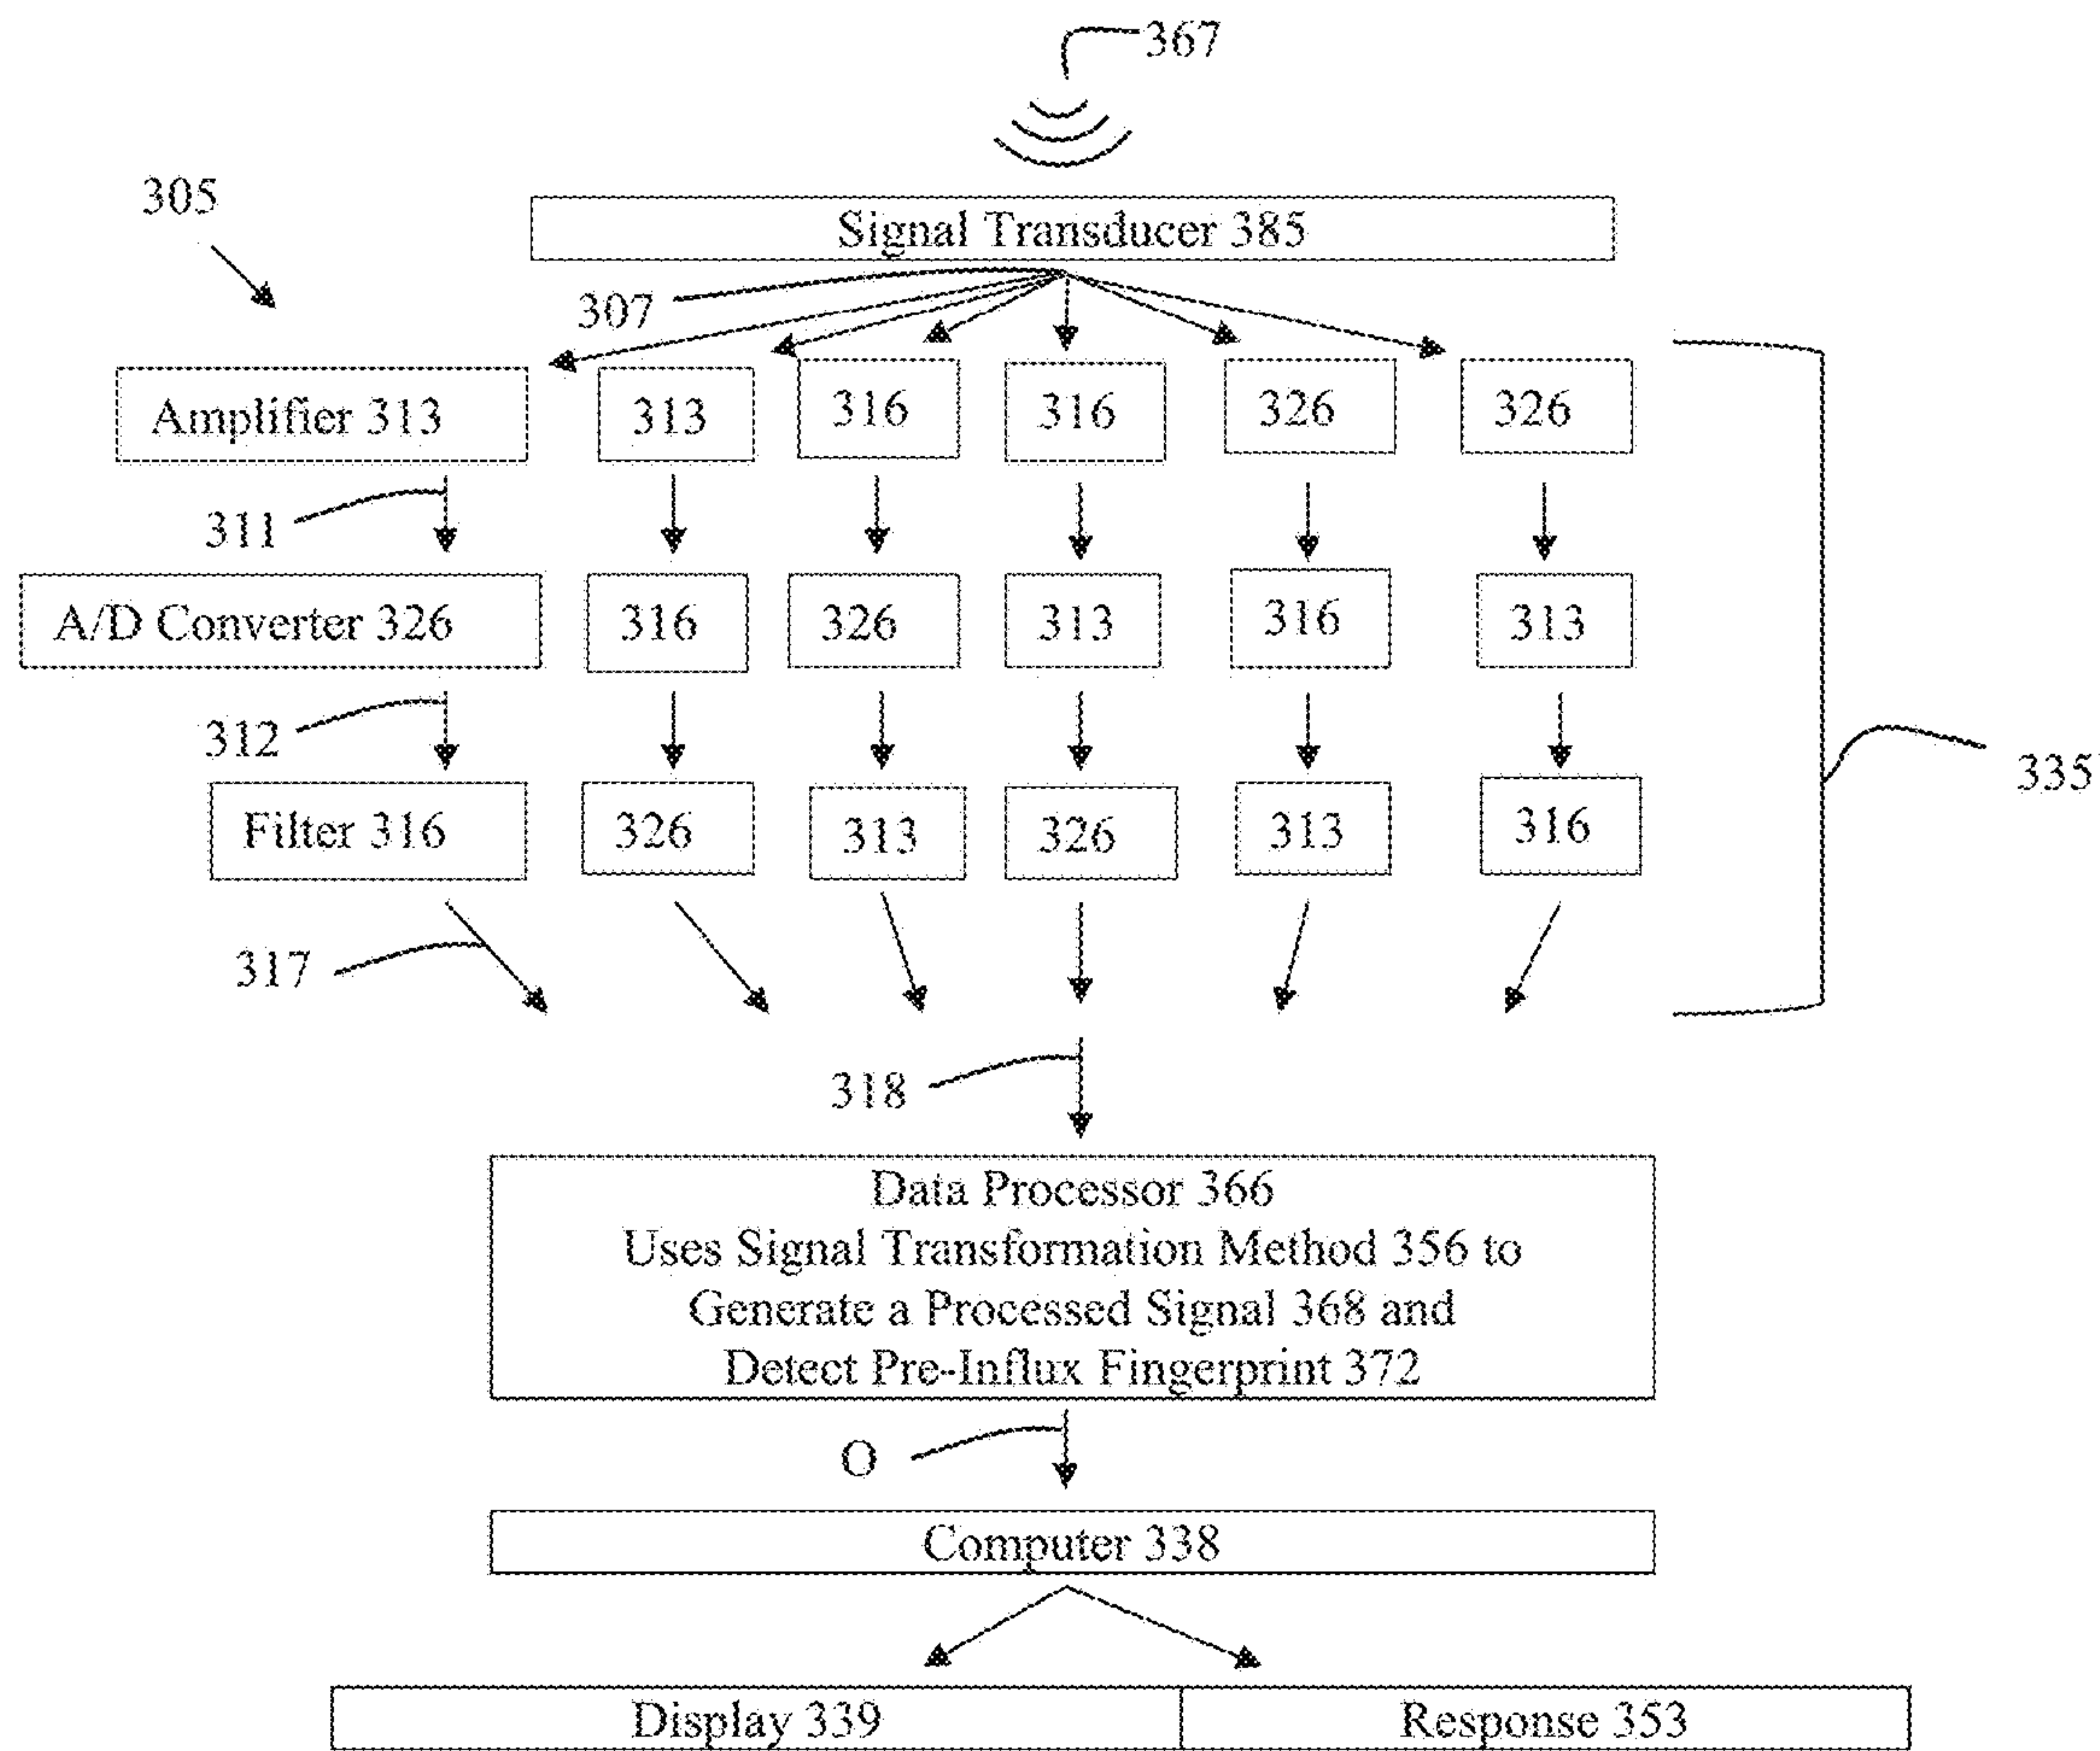 367
305
Signal Transducer 385
307
Amplifier 313
313
316
316
326
326
311
A/D Converter 326
316
326
313
316
313
312
335
Filter 316
326
313
326
313
316
317
318
Data Processor 366
Uses Signal Transformation Method 356 to
Generate a Processed Signal 368 and
Detect Pre-Influx Fingerprint 372
O
Computer 338
Display 339
Response 353